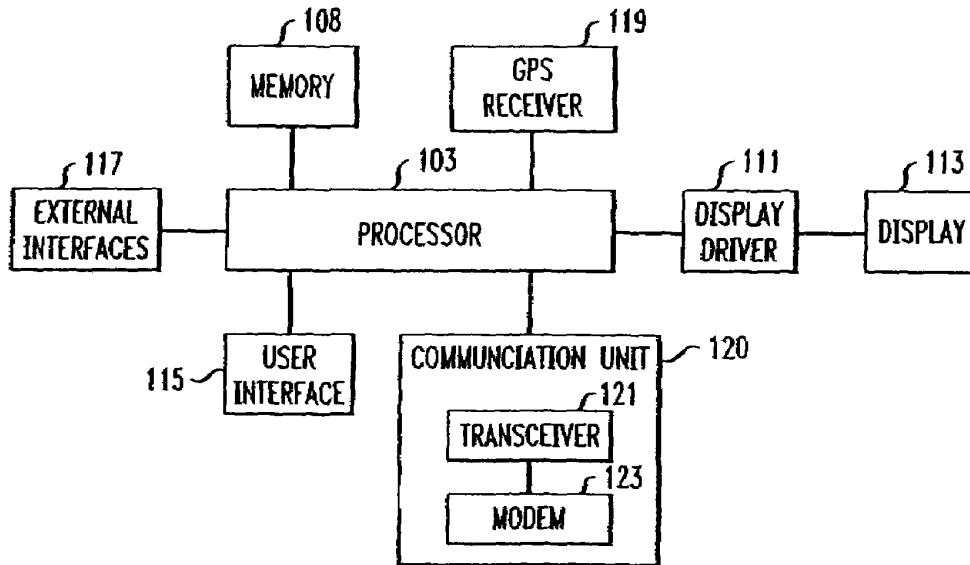 108
119
MEMORY
GPS
RECEIVER
117
103
111
113
EXTERNAL
INTERFACES
PROCESSOR
DISPLAY
DRIVER
DISPLAY
115
USER
INTERFACE
COMMUNCIATION UNIT
120
121
TRANSCEIVER
123
MODEM